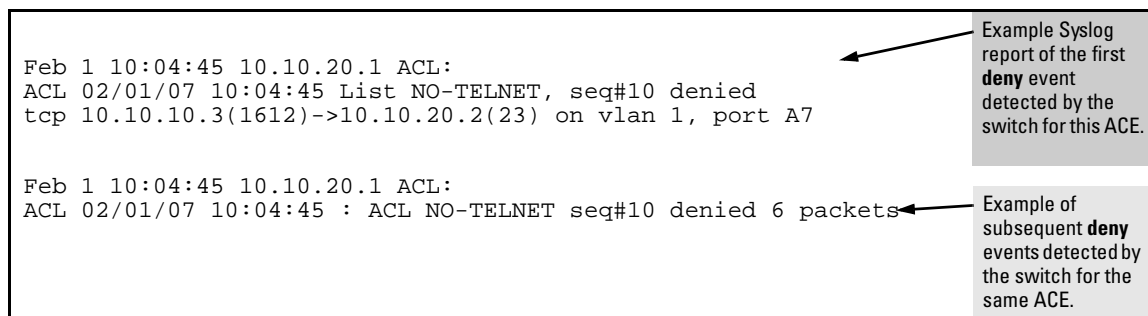 Feb 1 10:04:45 10.10.20.1 ACL:
ACL 02/01/07 10:04:45 List NO-TELNET, seq#10 denied
tcp 10.10.10.3(1612)->10.10.20.2(23) on vlan 1, port A7
Example Syslog
report of the first
deny event
detected by the
switch for this ACE.
Feb 1 10:04:45 10.10.20.1 ACL:
ACL 02/01/07 10:04:45 : ACL NO-TELNET seq#10 denied 6 packets
Example of
subsequent deny
events detected by
the switch for the
same ACE.